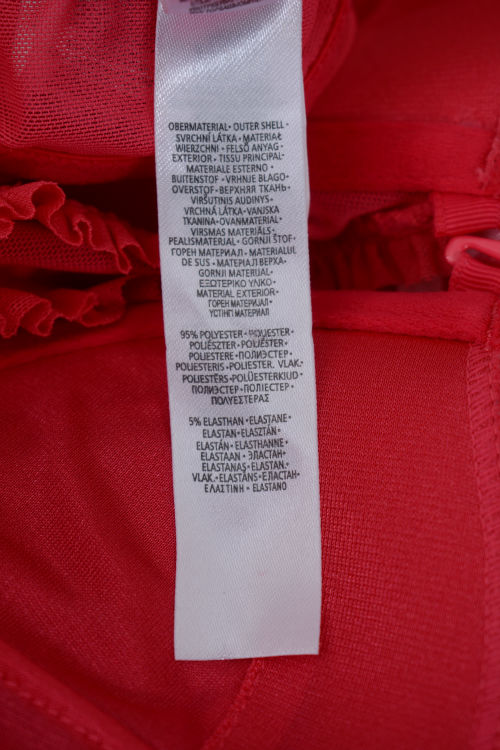 OBERMATERIAL • OUTER SHELL •
SVRCHNÍ LÁTKA • MATERIAŁ
WIERZCHNI • FELSŐ ANYAG •
EXTERIOR • TISSU PRINCIPAL •
MATERIALE ESTERNO •
BUITENSTOF • VRHNJE BLAGO •
OVERSTOF • ВЕРХНЯЯ ТКАНЬ •
VIRŠUTINIS AUDINYS •
VRCHNÁ LÁTKA • VANJSKA
TKANINA • OVANMATERIAL •
VIRSMAS MATERIĀLS •
PEALISMATERJAL • GORNJI ŠTOF •
ГОРЕН МАТЕРИАЛ • MATERIALUL
DE SUS • МАТЕРІАЛ ВЕРХА •
GORNJI MATERIJAL •
ΕΞΩΤΕΡΙΚΟ ΥΛΙΚΟ •
MATERIAL EXTERIOR •
ГОРЕН МАТЕРИЈАЛ •
95% POLYESTER • POLYESTER •
POLIÉSZTER • POLIÉSTER •
POLIESTERE • ПОЛИЭСТЕР •
POLIESTERIS • POLIESTER. VLAK. •
POLIESTERS • POLÜESTERKIUD •
ПОЛИЕСТЕР • ПОЛІЕСТЕР •
ΠΟΛΥΕΣΤΕΡΑΣ
5% ELASTHAN • ELASTANE •
ELASTAN • ELASZTÁN •
ELASTÁN • ELASTHANNE •
ELASTAAN • ЭЛАСТАН •
ELASTANAS • ELASTAN.
VLAK. • ELASTĀNS • ЕЛАСТАН •
ΕΛΑΣΤΙΝΗ • ELASTANO